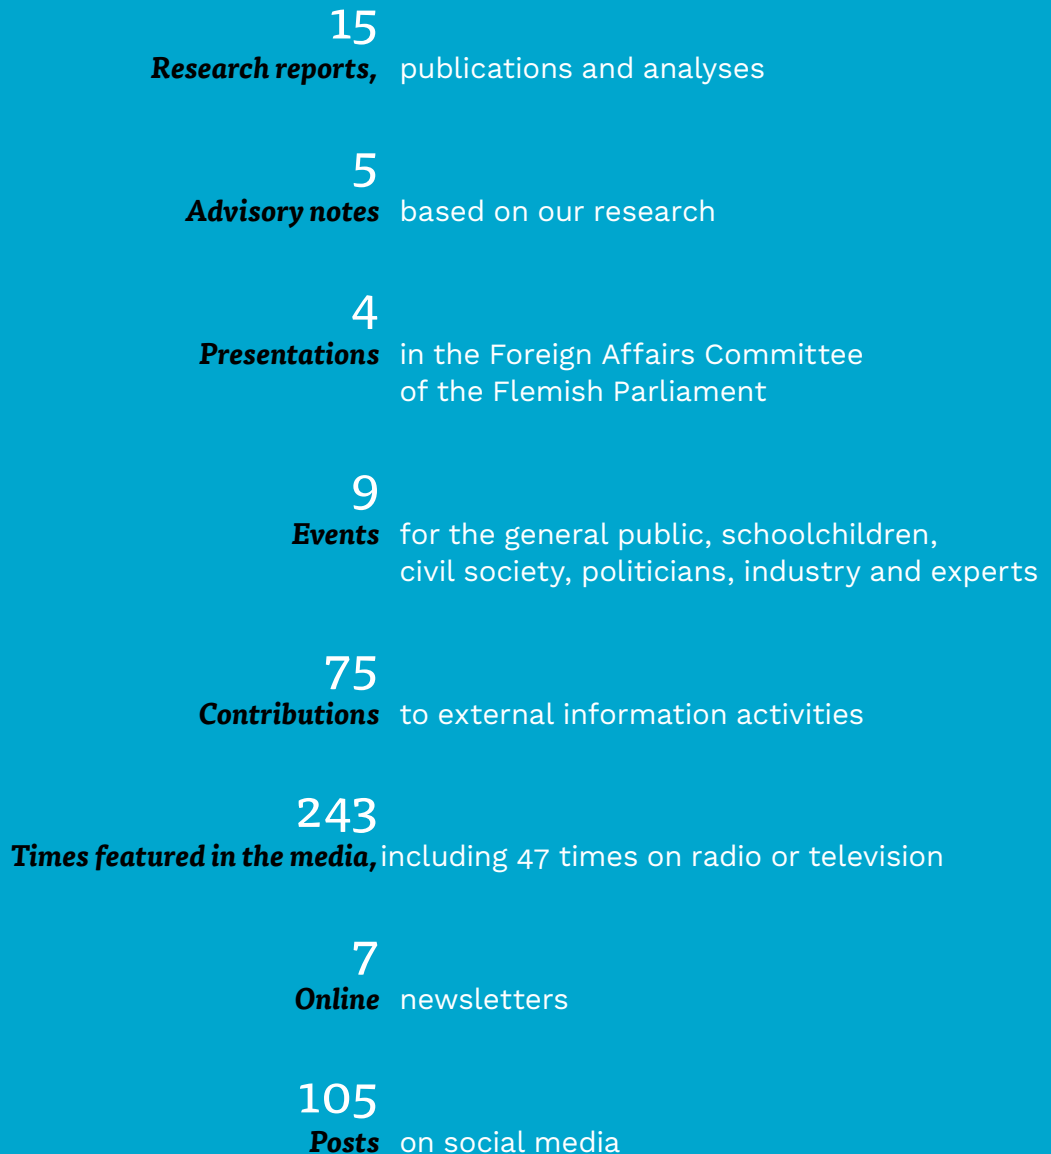 15
Research reports, publications and analyses
5
Advisory notes based on our research
4
Presentations in the Foreign Affairs Committee
of the Flemish Parliament
9
Events for the general public, schoolchildren,
civil society, politicians, industry and experts
75
Contributions to external information activities
243
Times featured in the media, including 47 times on radio or television
7
Online newsletters
105
Posts on social media